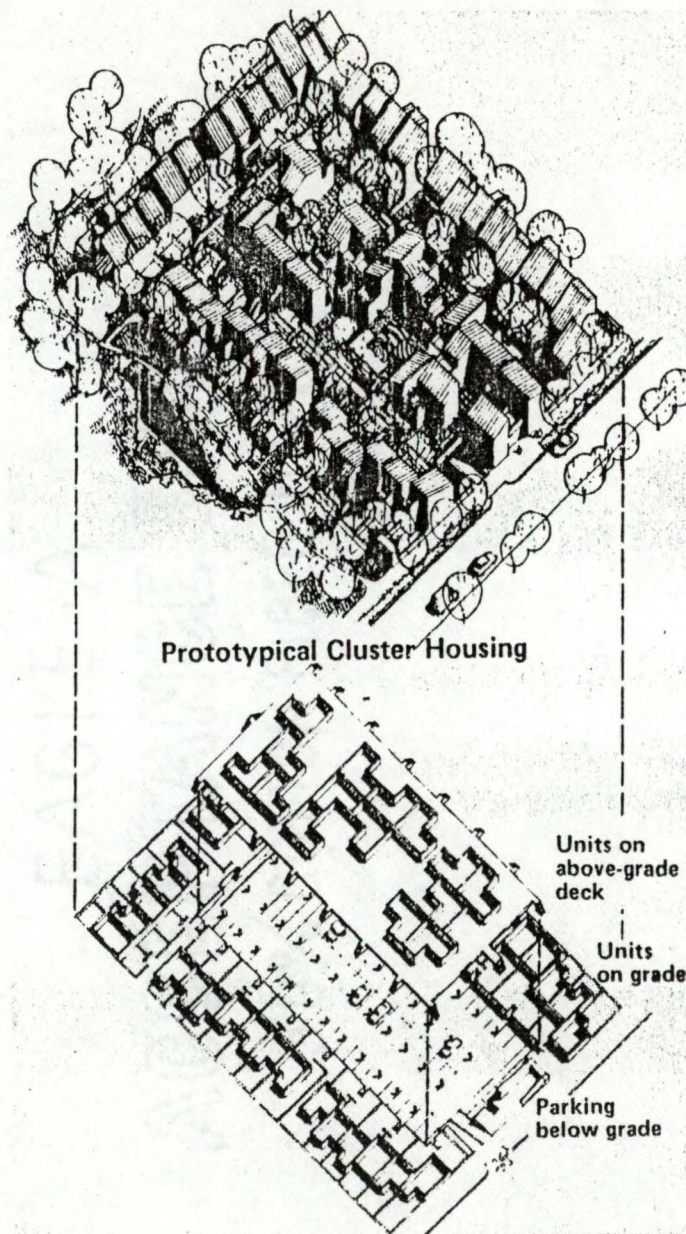 Prototypical Cluster Housing
Units on
above-grade
deck
Units
on grade
Parking
below grade